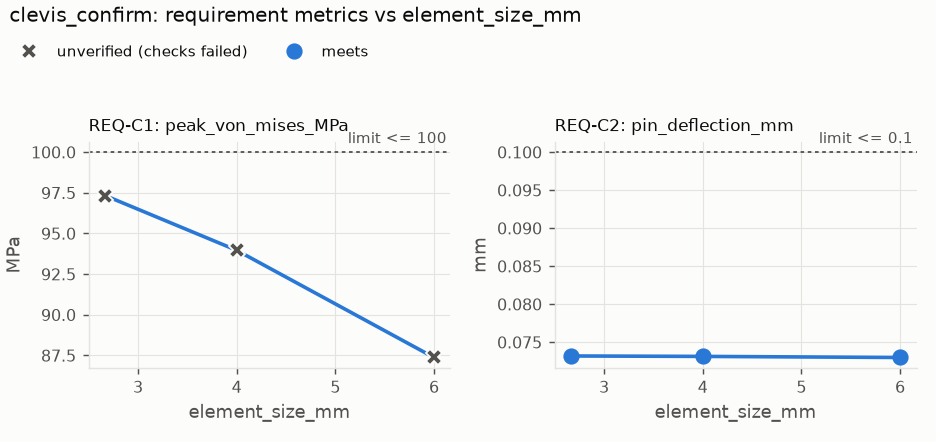 clevis_confirm: requirement metrics vs element_size_mm
unverified (checks failed)
meets
REQ-C1: peak_von_mises_MPa
limit <= 100
100.0
97.5
95.0
92.5
90.0
87.5
MPa
3
4
5
6
element_size_mm
REQ-C2: pin_deflection_mm
limit <= 0.1
0.100
0.095
0.090
0.085
0.080
0.075
mm
3
4
5
6
element_size_mm